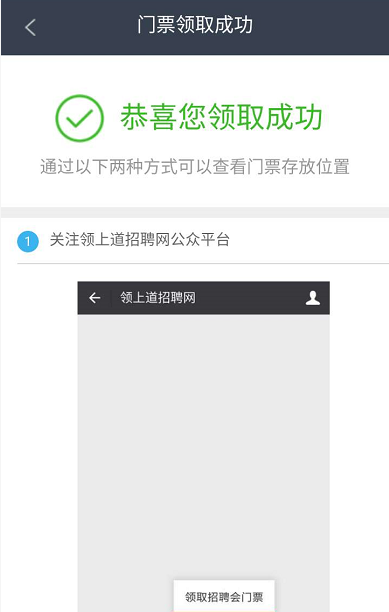 门票领取成功
恭喜您领取成功
通过以下两种方式可以查看门票存放位置
1 关注领上道招聘网公众平台
领上道招聘网
领取招聘会门票